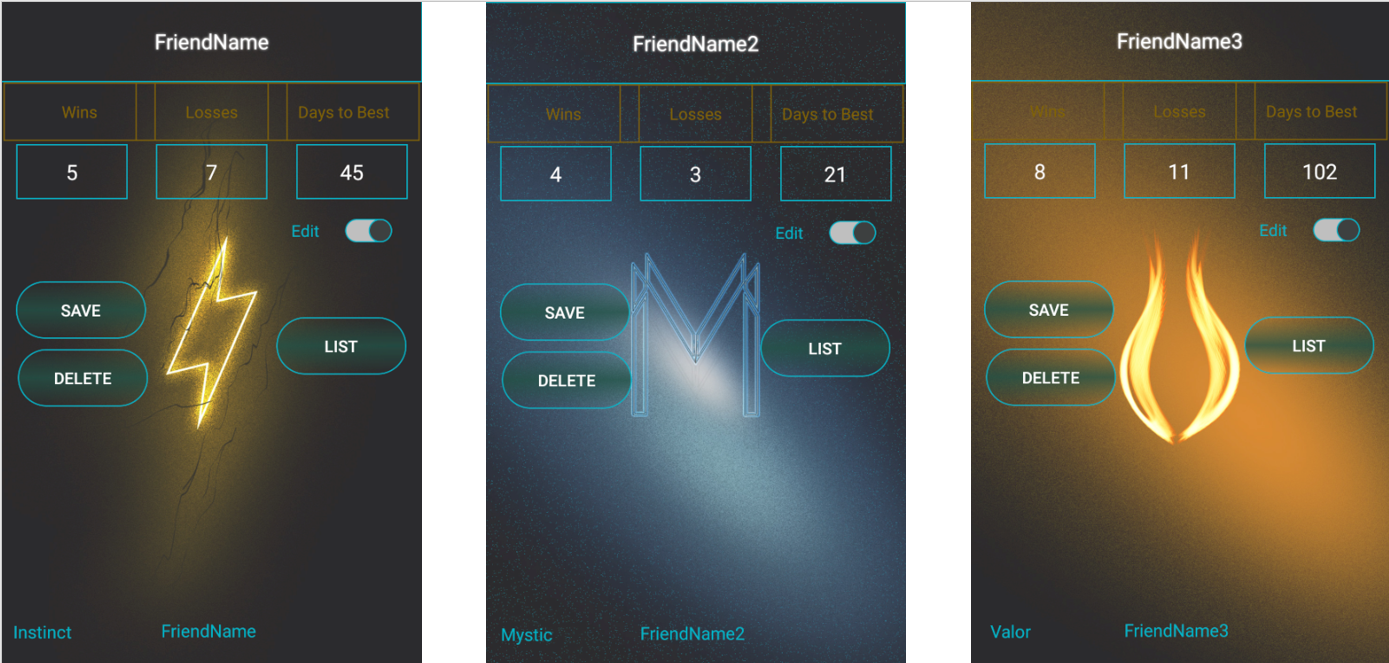 FriendName
Wins Losses Days to Best
5 7 45
Edit
SAVE
LIST
DELETE
Instinct FriendName
FriendName2
Wins Losses Days to Best
4 3 21
Edit
SAVE
LIST
DELETE
Mystic FriendName2
FriendName3
Wins Losses Days to Best
8 11 102
Edit
SAVE
LIST
DELETE
Valor FriendName3